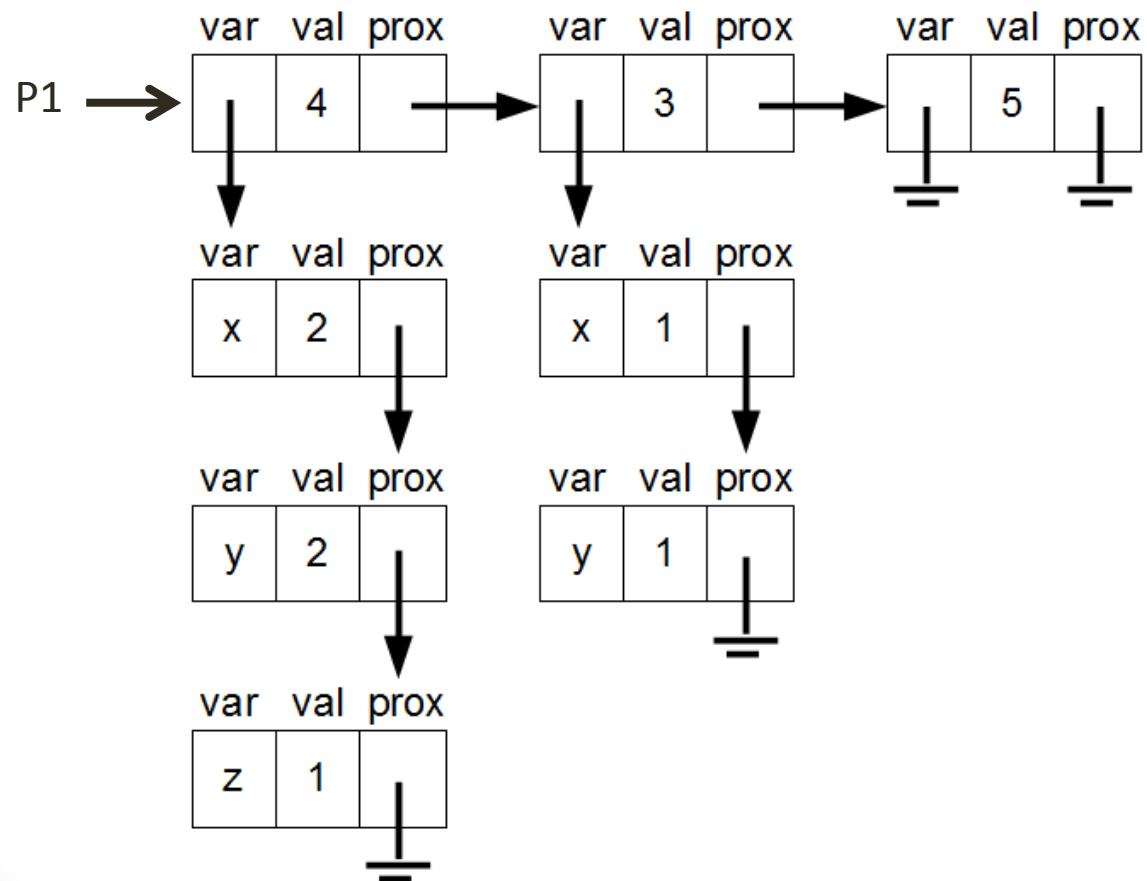 var val prox var val prox var val prox
P1 4 3 5
var val prox var val prox
x 2 x 1
var val prox var val prox
y 2 y 1
var val prox
z 1